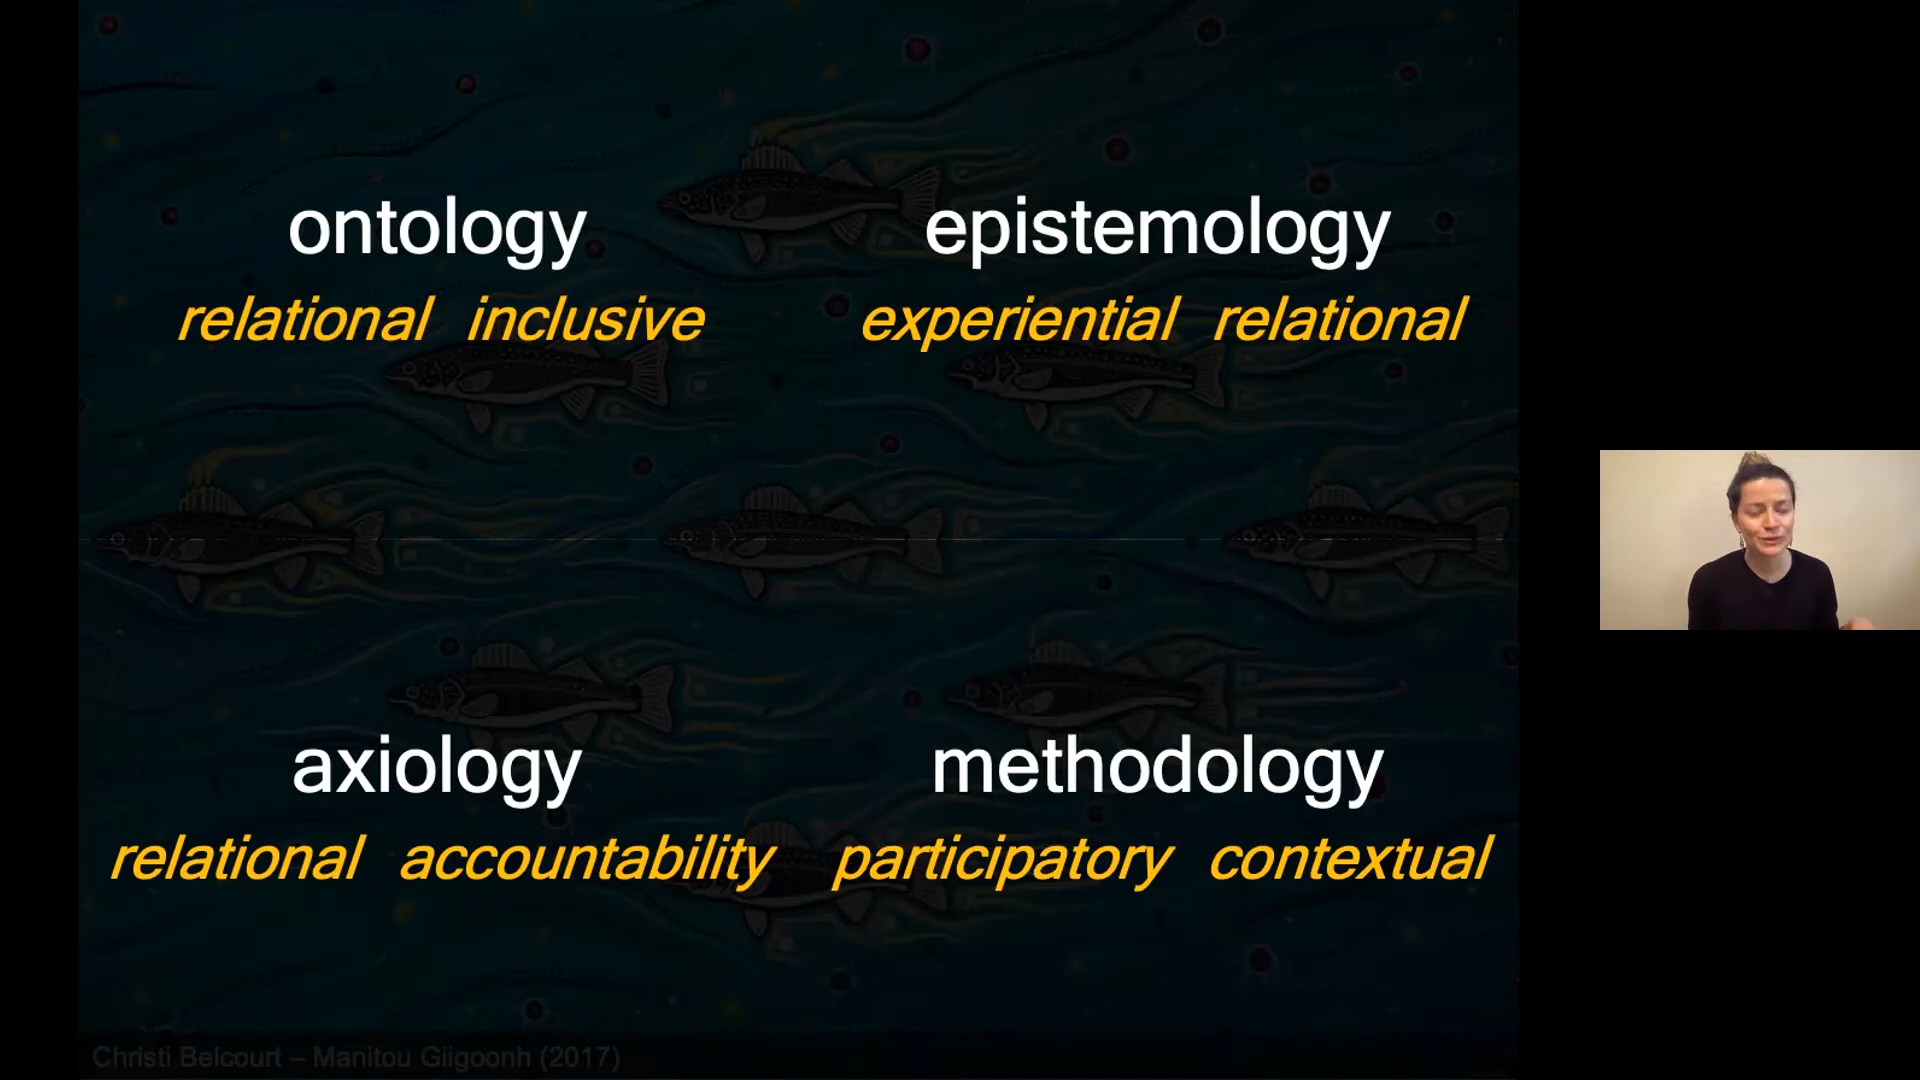 ontology
relational inclusive
epistemology
experiential relational
axiology
relational accountability
methodology
participatory contextual
Christi Belcourt – Manitou Giigoonh (2017)